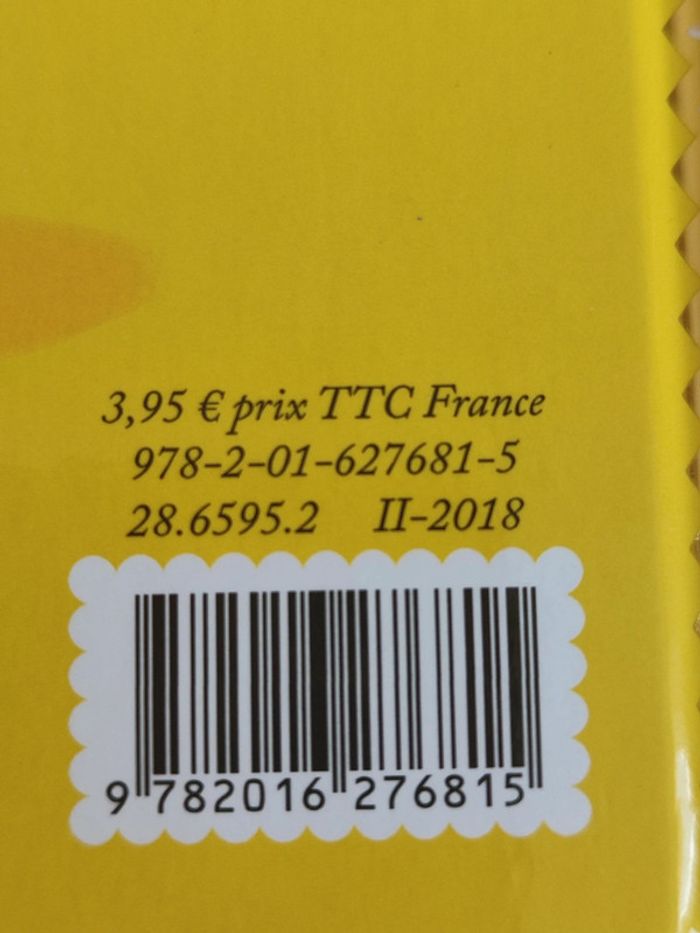 3,95 € prix TTC France
978-2-01-627681-5
28.6595.2 II-2018
9 782016 276815